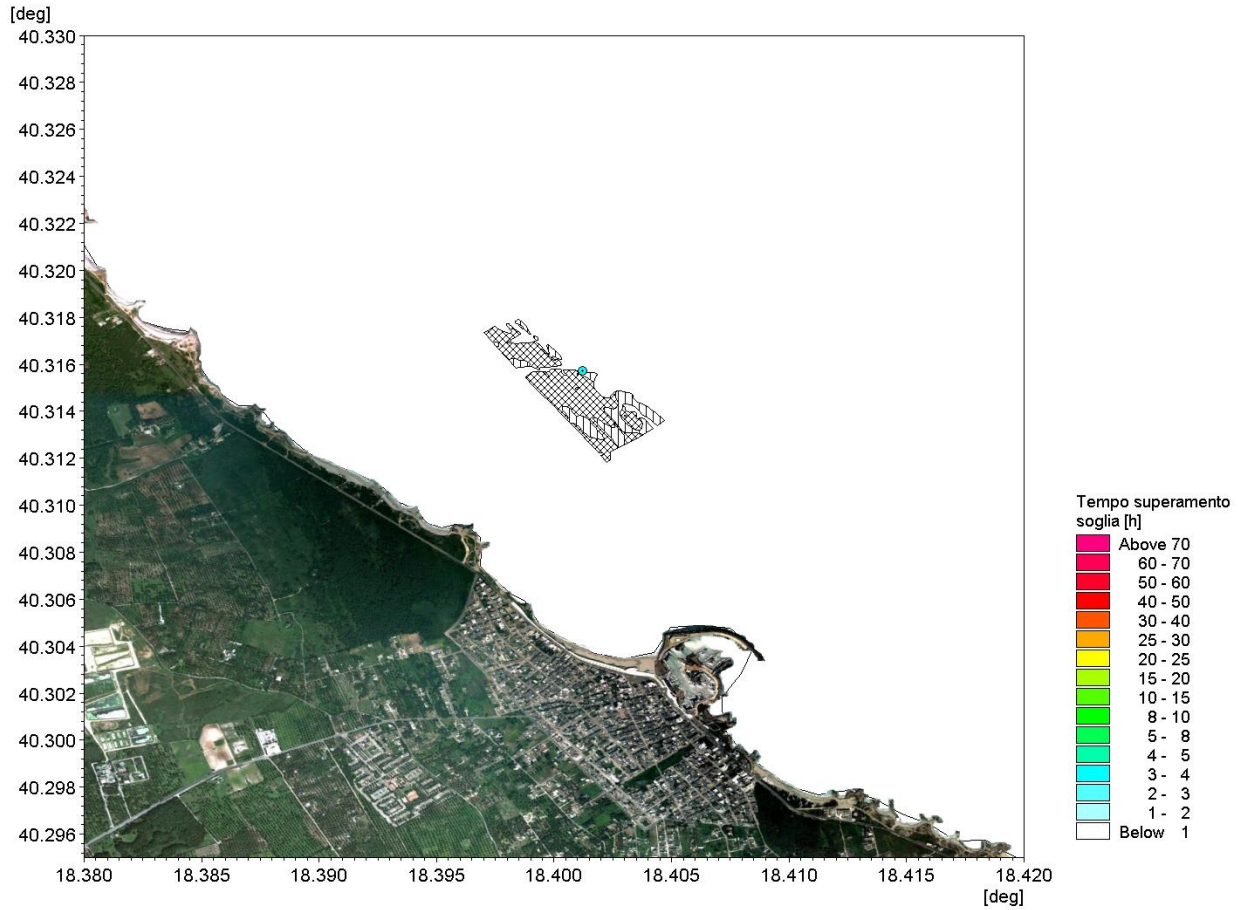 [deg]
40.330
40.328
40.326
40.324
40.322
40.320
40.318
40.316
40.314
40.312
40.310
40.308
40.306
40.304
40.302
40.300
40.298
40.296
18.380 18.385 18.390 18.395 18.400 18.405 18.410 18.415 18.420
[deg]
Tempo superamento
soglia [h]
Above 70
60 - 70
50 - 60
40 - 50
30 - 40
25 - 30
20 - 25
15 - 20
10 - 15
8 - 10
5 - 8
4 - 5
3 - 4
2 - 3
1 - 2
Below 1